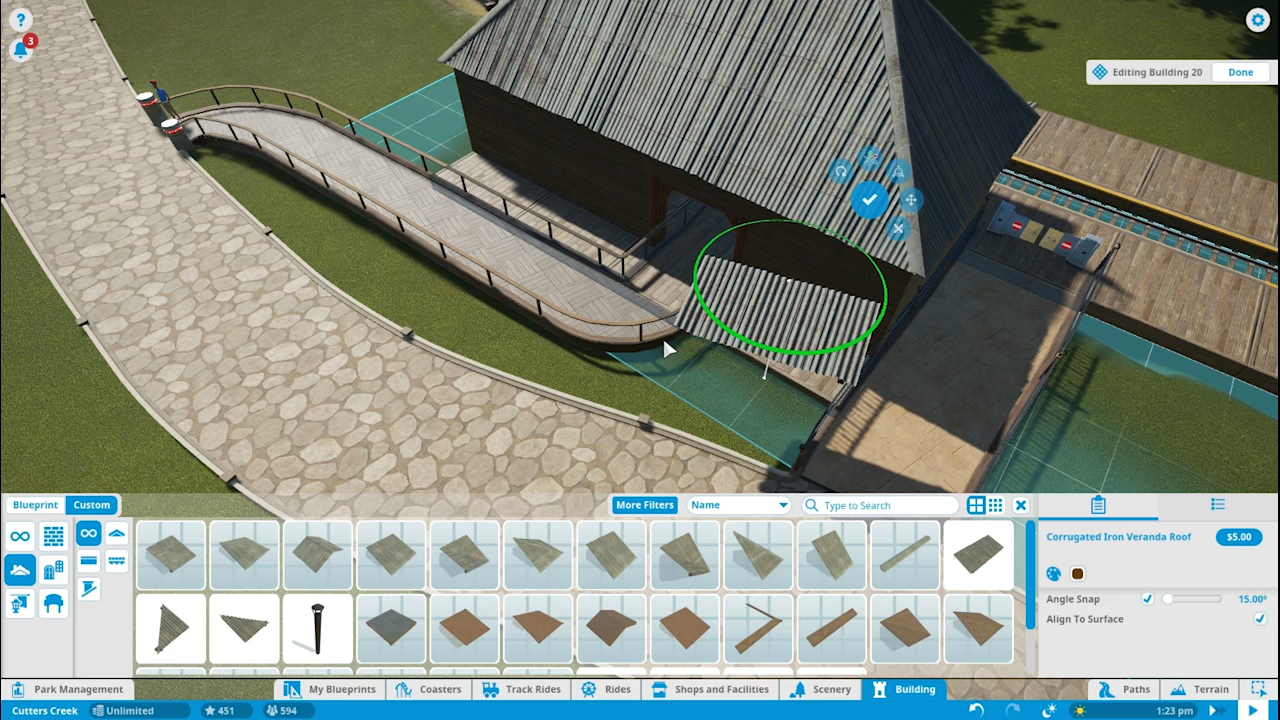 ?
3
Editing Building 20 Done
Blueprint Custom More Filters Name Type to Search
Corrugated Iron Veranda Roof $5.00
Angle Snap 15.00°
Align To Surface
Park Management My Blueprints Coasters Track Rides Rides Shops and Facilities Scenery Building Paths Terrain
Cutters Creek Unlimited 451 594 1:23 pm